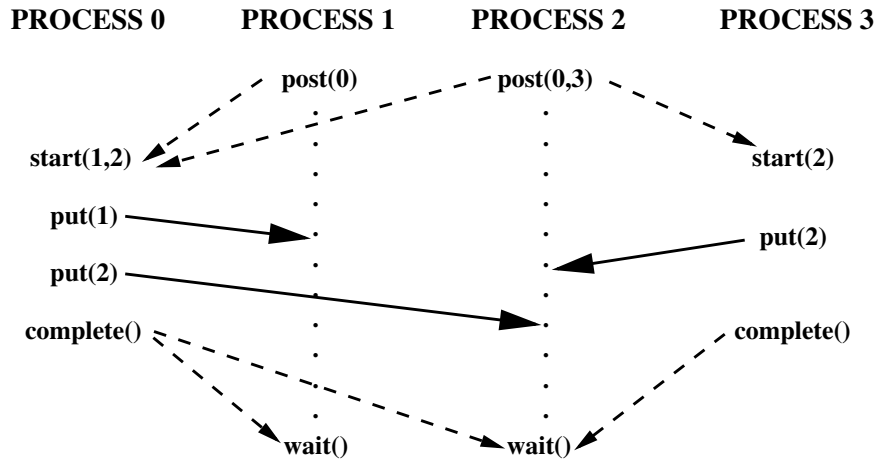 PROCESS 0 PROCESS 1 PROCESS 2 PROCESS 3
post(0) post(0,3)
start(1,2) start(2)
put(1)
put(2)
put(2)
complete() complete()
wait() wait()